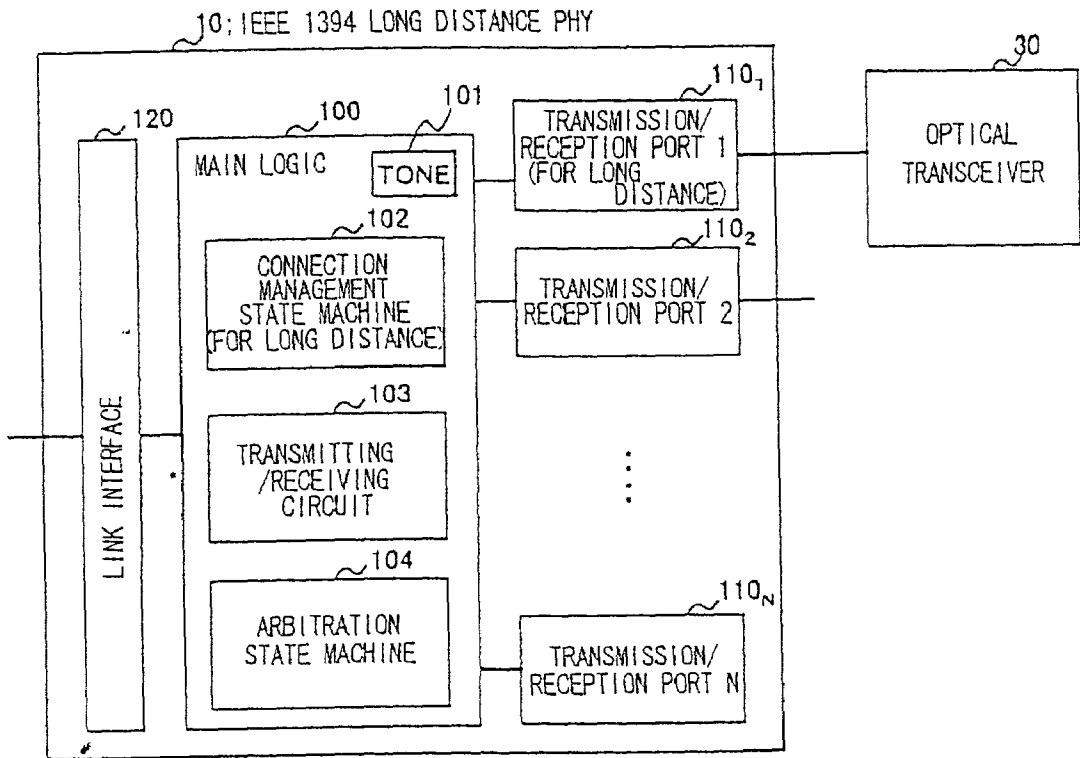 10; IEEE 1394 LONG DISTANCE PHY
120
100
101
110₁
30
MAIN LOGIC
TONE
TRANSMISSION/
RECEPTION PORT 1
(FOR LONG
DISTANCE)
OPTICAL
TRANSCEIVER
102
CONNECTION
MANAGEMENT
STATE MACHINE
(FOR LONG DISTANCE)
110₂
TRANSMISSION/
RECEPTION PORT 2
LINK INTERFACE
103
TRANSMITTING
/RECEIVING
CIRCUIT
104
ARBITRATION
STATE MACHINE
110N
TRANSMISSION/
RECEPTION PORT N